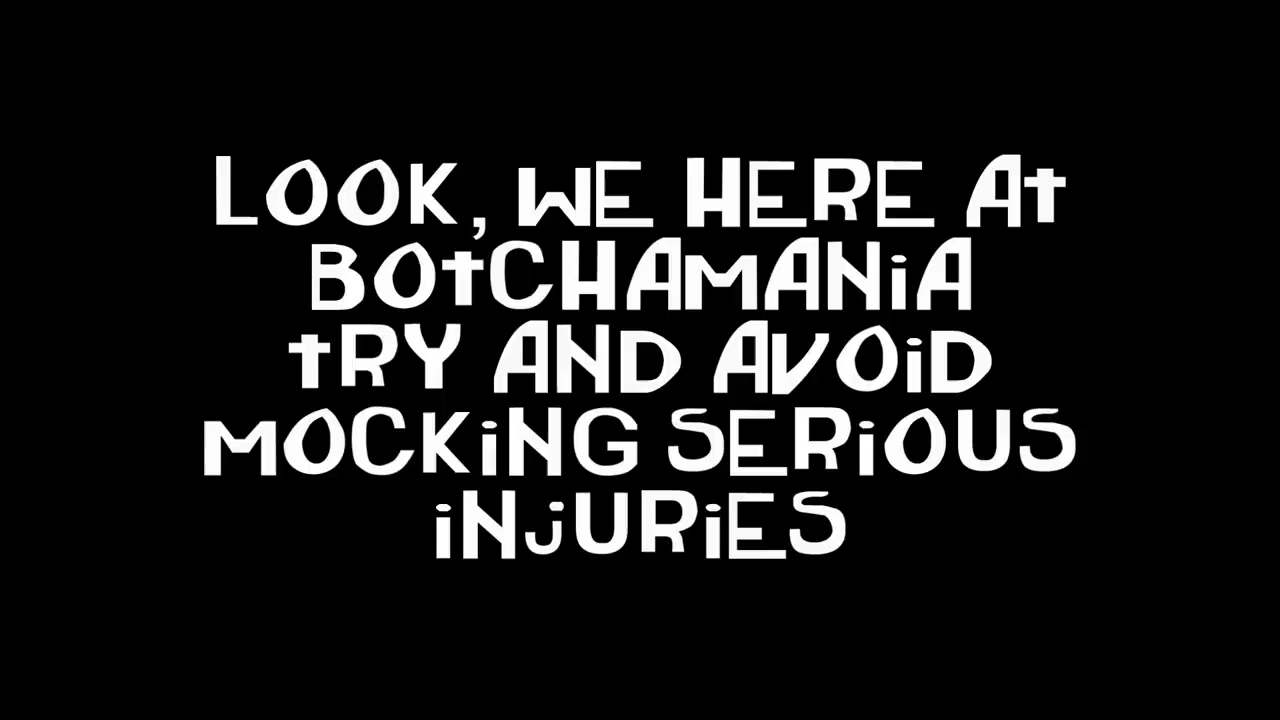 LOOK, WE HERE At
BOtCHAMANiA
tRY AND AVOiD
MOCKiNG SERiOUS
iNjURiES